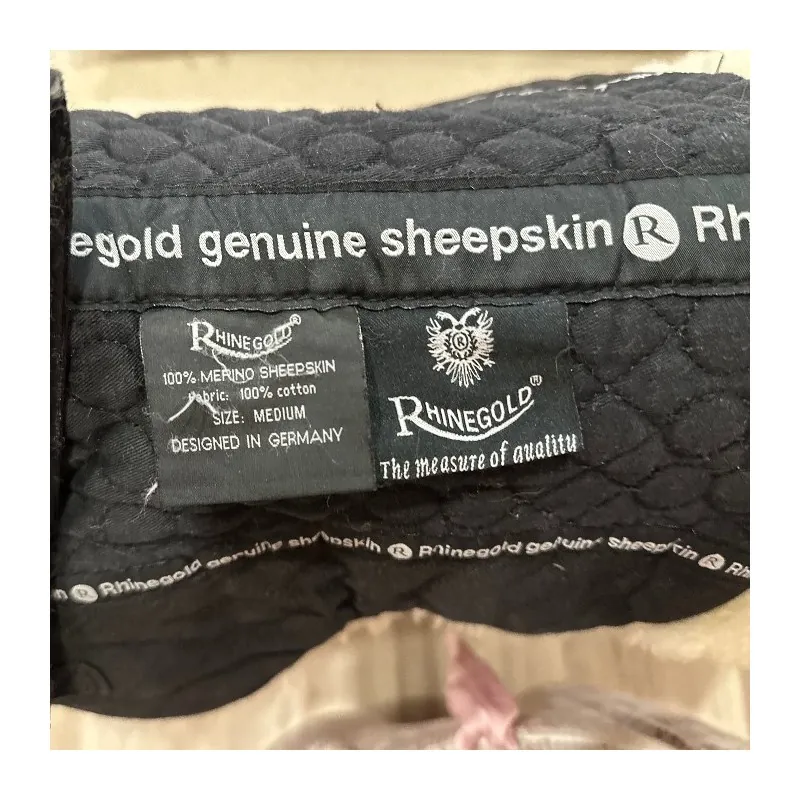 egold genuine sheepskin R Rh
RHINEGOLD®
100% MERINO SHEEPSKIN
Fabric: 100% cotton
SIZE: MEDIUM
DESIGNED IN GERMANY
R
RHINEGOLD®
The measure of quality
n R Rhinegold genuine sheepskin R Rhinegold genuine sheepskin R Rh